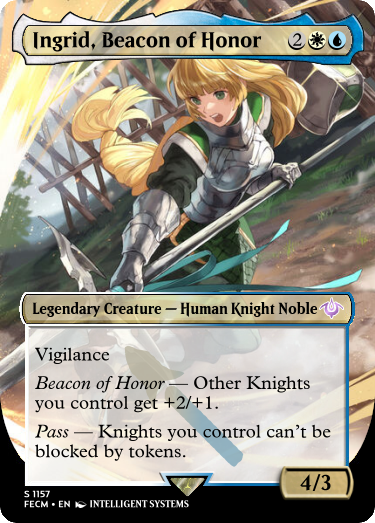 Ingrid, Beacon of Honor 2
Legendary Creature — Human Knight Noble
Vigilance
Beacon of Honor — Other Knights
you control get +2/+1.
Pass — Knights you control can't be
blocked by tokens.
4/3
S 1157
FECM • EN INTELLIGENT SYSTEMS